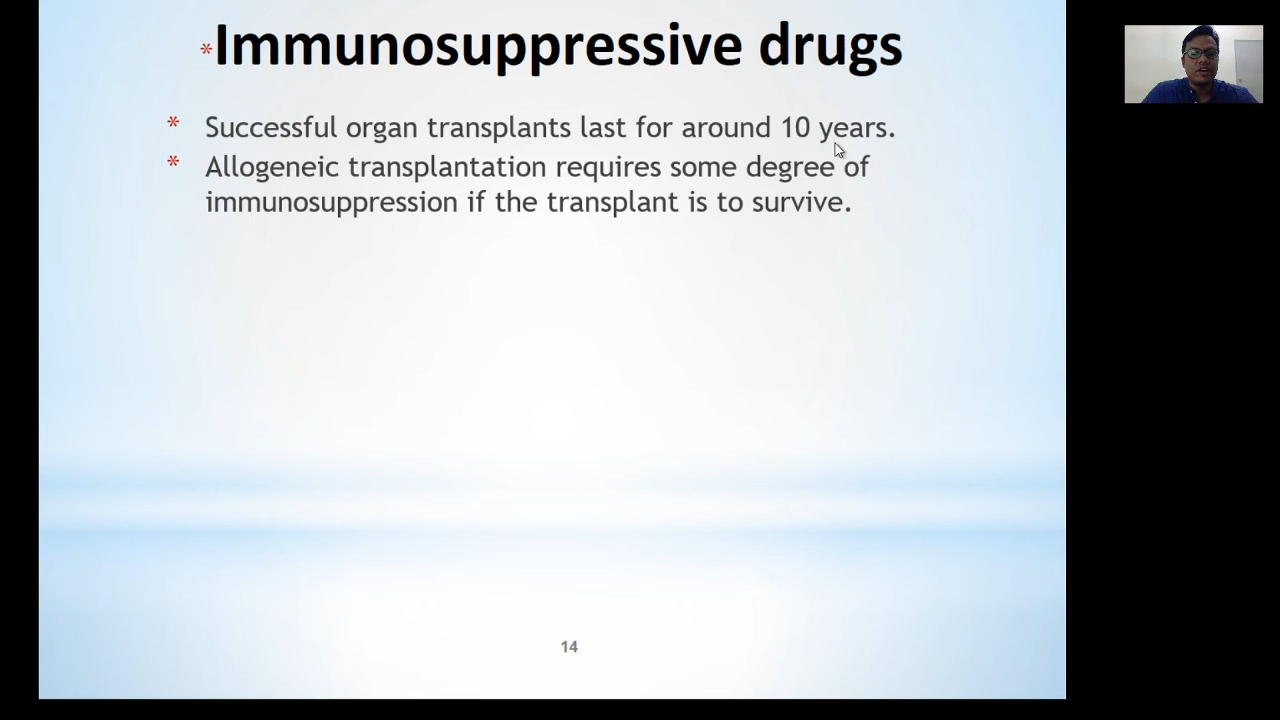 *Immunosuppressive drugs
* Successful organ transplants last for around 10 years.
* Allogeneic transplantation requires some degree of
immunosuppression if the transplant is to survive.
14